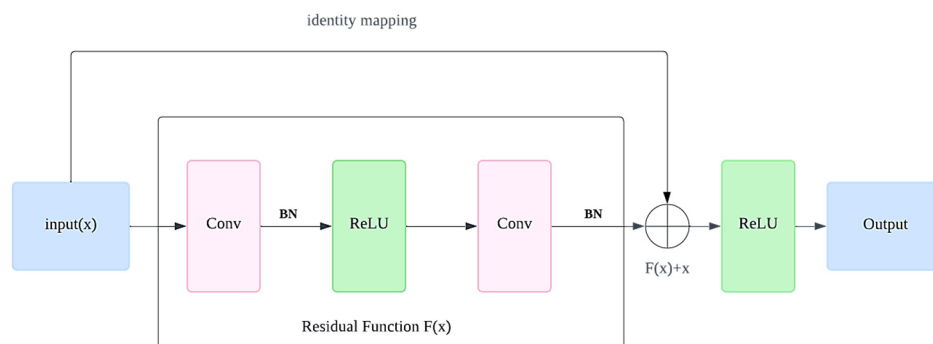 identity mapping
input(x)
Conv
BN
ReLU
Conv
BN
F(x)+x
ReLU
Output
Residual Function F(x)